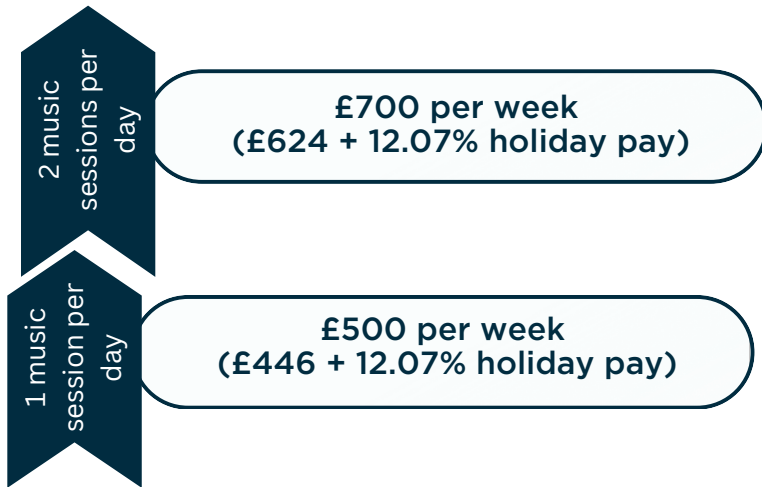 2 music
sessions per
day
£700 per week
(£624 + 12.07% holiday pay)
1 music
session per
day
£500 per week
(£446 + 12.07% holiday pay)